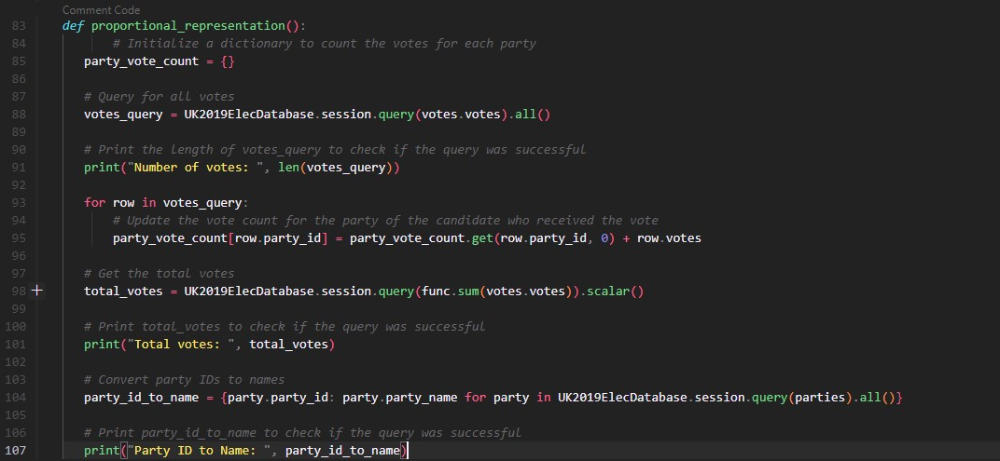 Comment Code
83 def proportional_representation():
84 # Initialize a dictionary to count the votes for each party
85 party_vote_count = {}
86
87 # Query for all votes
88 votes_query = UK2019ElecDatabase.session.query(votes.votes).all()
89
90 # Print the length of votes_query to check if the query was successful
91 print("Number of votes: ", len(votes_query))
92
93 for row in votes_query:
94 # Update the vote count for the party of the candidate who received the vote
95 party_vote_count[row.party_id] = party_vote_count.get(row.party_id, 0) + row.votes
96
97 # Get the total votes
98 + total_votes = UK2019ElecDatabase.session.query(func.sum(votes.votes)).scalar()
99
100 # Print total_votes to check if the query was successful
101 print("Total votes: ", total_votes)
102
103 # Convert party IDs to names
104 party_id_to_name = {party.party_id: party.party_name for party in UK2019ElecDatabase.session.query(parties).all()}
105
106 # Print party_id_to_name to check if the query was successful
107 print("Party ID to Name: ", party_id_to_name)